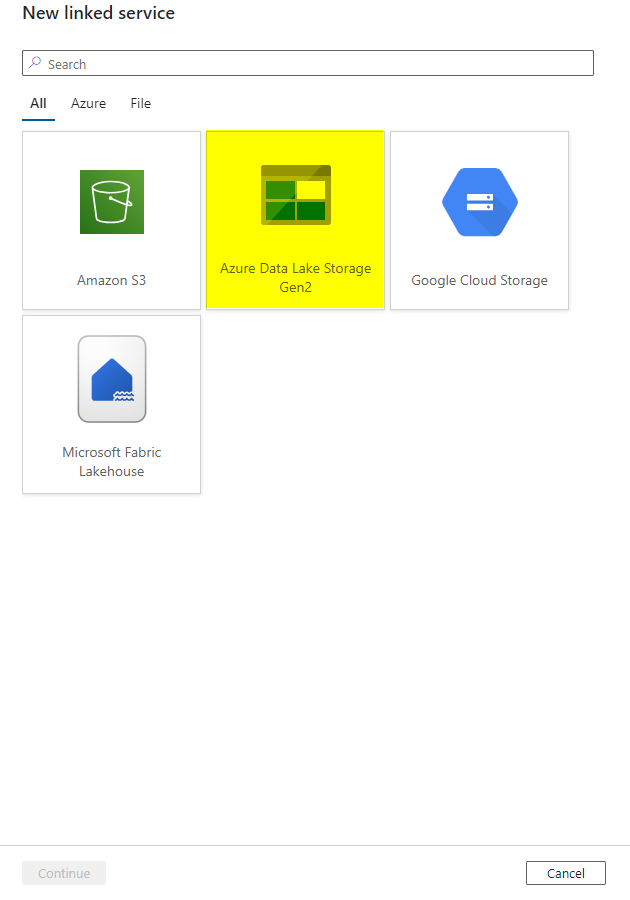 New linked service
Search
All
Azure
File
Amazon S3
Azure Data Lake Storage
Gen2
Google Cloud Storage
Microsoft Fabric
Lakehouse
Continue
Cancel